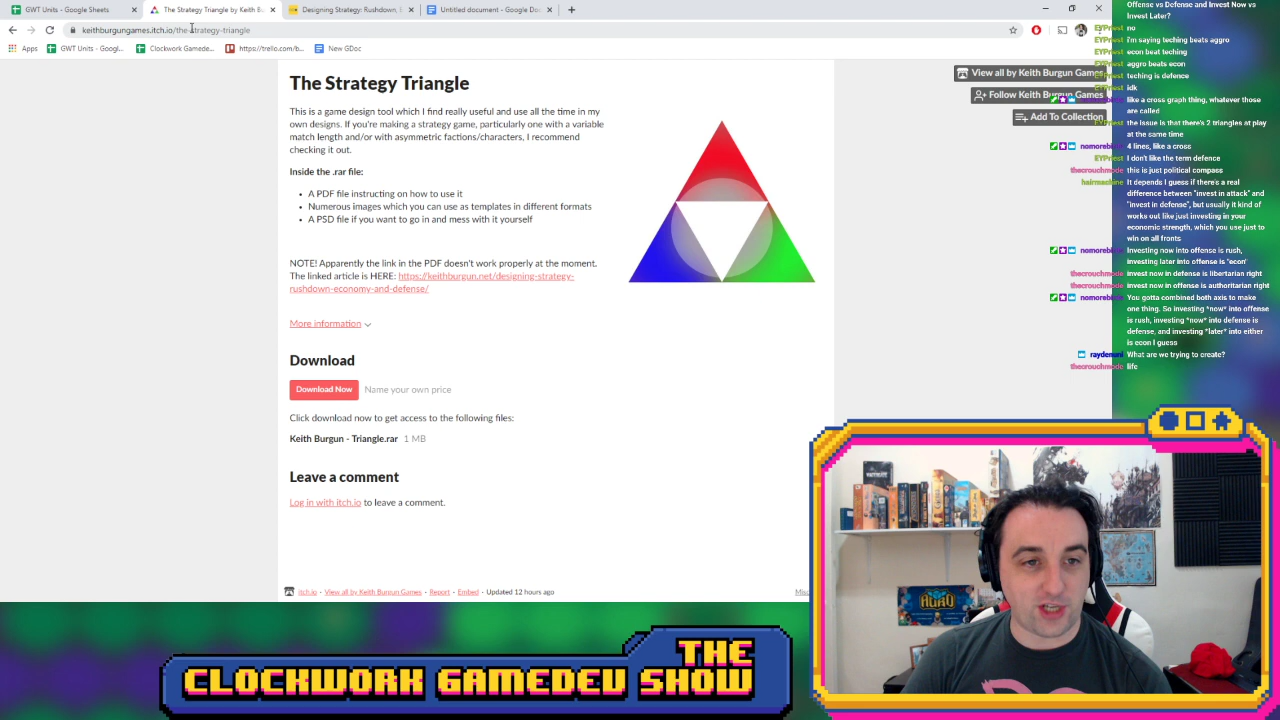 GWT Units - Google Sheets
The Strategy Triangle by Keith B
Designing Strategy: Rushdown, E
Untitled document - Google Doc
keithburgungames.itch.io/the-strategy-triangle
Apps
GWT Units - Googl...
Clockwork Gamede...
https://trello.com/b...
New GDoc
The Strategy Triangle
This is a game design tool which I find really useful and use all the time in my
own designs. If you're making a strategy game, particularly one with a variable
match length and/or with asymmetric factions/characters, I recommend
checking it out.
Inside the .rar file:
A PDF file instructing on how to use it
Numerous images which you can use as templates in different formats
A PSD file if you want to go in and mess with it yourself
NOTE! Apparently the link in the PDF doesn't work properly at the moment.
The linked article is HERE: https://keithburgun.net/designing-strategy-
rushdown-economy-and-defense/
More information
Download
Download Now Name your own price
Click download now to get access to the following files:
Keith Burgun - Triangle.rar 1 MB
Leave a comment
Log in with itch.io to leave a comment.
itch.io · View all by Keith Burgun Games · Report · Embed · Updated 12 hours ago
View all by Keith Burgun Games
Follow Keith Burgun Games
Add To Collection
Offense vs Defense and Invest Now vs
Invest Later?
EYPriest no
EYPriest i'm saying teching beats aggro
EYPriest econ beat teching
EYPriest aggro beats econ
EYPriest teching is defence
EYPriest idk
like a cross graph thing, whatever those
are called
EYPriest the issue is that there's 2 triangles at play
at the same time
nomorebirds 4 lines, like a cross
EYPriest I don't like the term defence
thecrouchmode this is just political compass
hairmachine It depends I guess if there's a real
difference between "invest in attack" and
"invest in defense", but usually it kind of
works out like just investing in your
economic strength, which you use just to
win on all fronts
Investing now into offense is rush,
investing later into offense is "econ"
thecrouchmode invest now in defense is libertarian right
thecrouchmode invest now in offense is authoritarian right
You gotta combined both axis to make
one thing. So investing *now* into offense
is rush, investing *now* into defense is
defense, and investing *later* into either
is econ I guess
What are we trying to create?
thecrouchmode life
AURO
THE
CLOCKWORK GAMEDEV SHOW